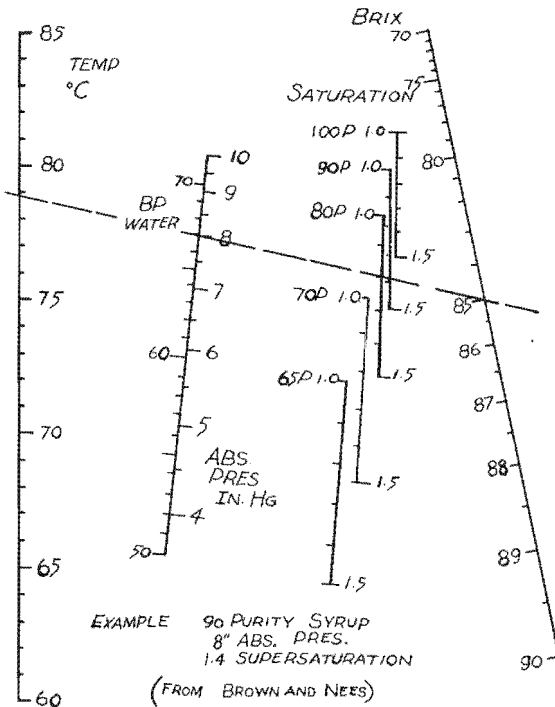 85
TEMP
°C
80
75
70
65
60
BP
WATER
70
60
50
10
9
8
7
6
5
4
ABS.
PRES
IN. HG
SATURATION
100P 1.0
1.5
90P 1.0
1.5
80P 1.0
1.5
70P 1.0
1.5
65P 1.0
1.5
BRIX
70
75
80
85
86
87
88
89
90
EXAMPLE 90 PURITY SYRUP
8" ABS. PRES.
1.4 SUPERSATURATION
(FROM BROWN AND NEES)